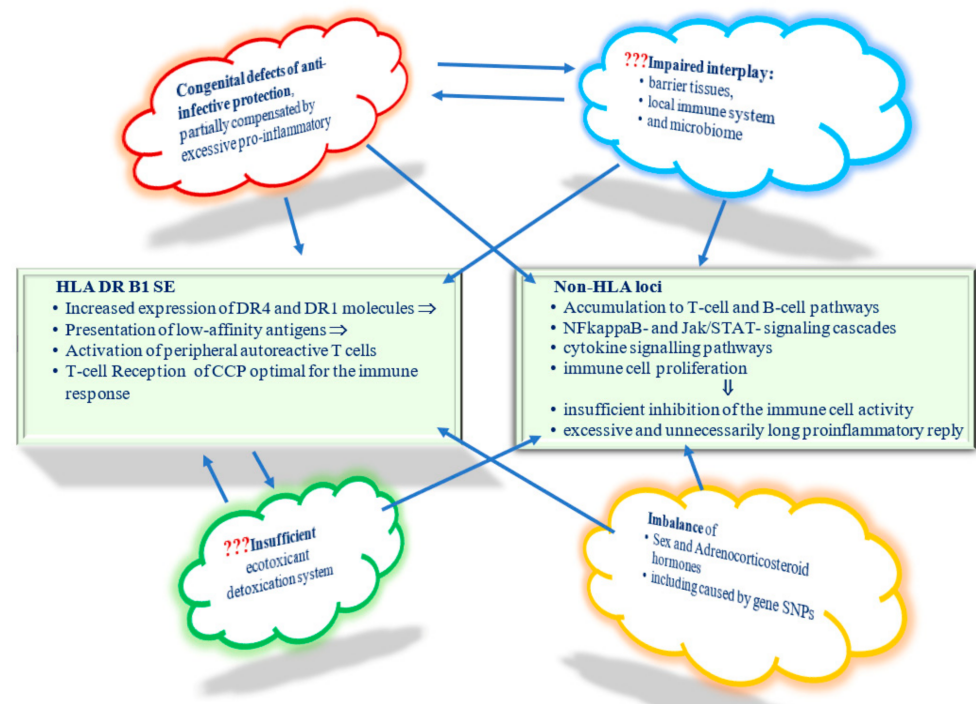 Congenital defects of anti-
infective protection,
partially compensated by
excessive pro-inflammatory
???Impaired interplay:
• barrier tissues,
• local immune system
• and microbiome
HLA DR B1 SE
• Increased expression of DR4 and DR1 molecules ⇒
• Presentation of low-affinity antigens ⇒
• Activation of peripheral autoreactive T cells
• T-cell Reception of CCP optimal for the immune
response
Non-HLA loci
• Accumulation to T-cell and B-cell pathways
• NFkappaB- and Jak/STAT- signaling cascades
• cytokine signalling pathways
• immune cell proliferation
⇓
• insufficient inhibition of the immune cell activity
• excessive and unnecessarily long proinflammatory reply
???Insufficient
ecotoxicant
detoxication system
Imbalance of
• Sex and Adrenocorticosteroid
hormones
• including caused by gene SNPs